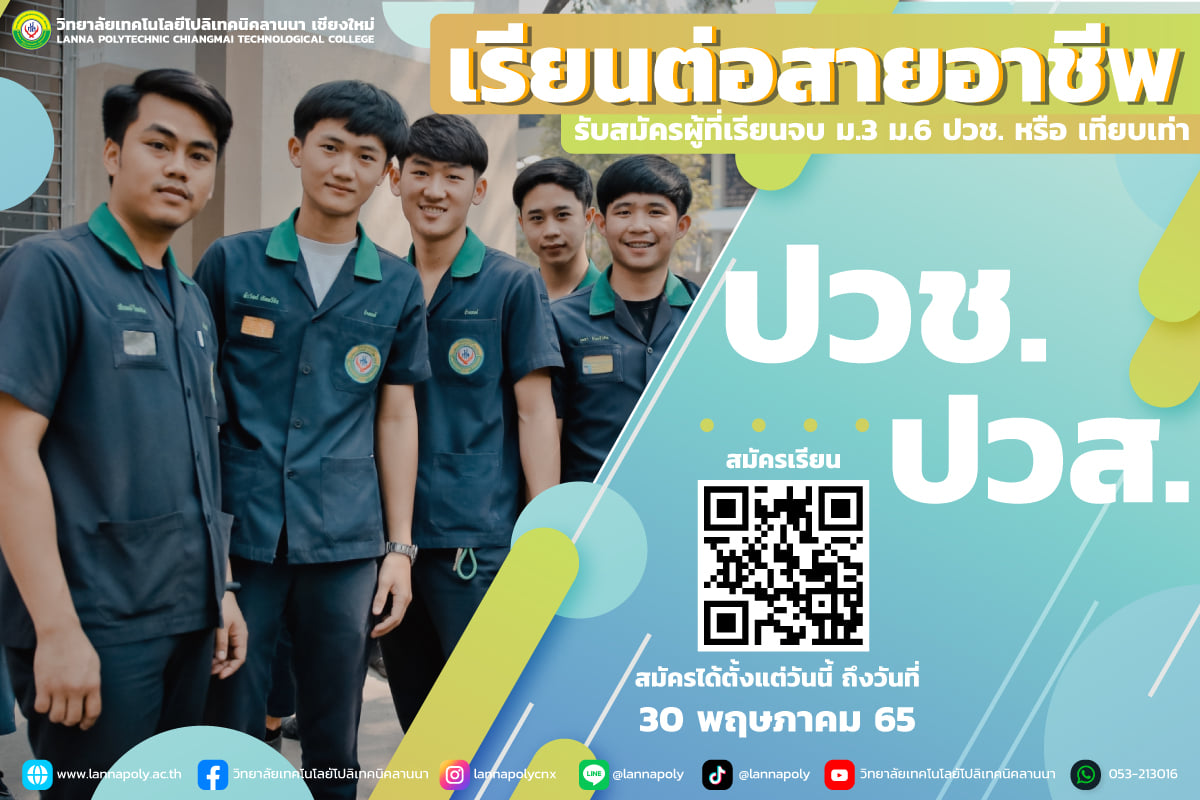 วิทยาลัยเทคโนโลยีโปลิเทคนิคลานนา เชียงใหม่
LANNA POLYTECHNIC CHIANGMAI TECHNOLOGICAL COLLEGE
เรียนต่อสายอาชีพ
รับสมัครผู้ที่เรียนจบ ม.3 ม.6 ปวช. หรือ เทียบเท่า
ปวช.
ปวส.
สมัครเรียน
สมัครได้ตั้งแต่วันนี้ ถึงวันที่
30 พฤษภาคม 65
www.lannapoly.ac.th
วิทยาลัยเทคโนโลยีโปลิเทคนิคลานนา
lannapolycnx
LINE
@lannapoly
@lannapoly
วิทยาลัยเทคโนโลยีโปลิเทคนิคลานนา
053-213016